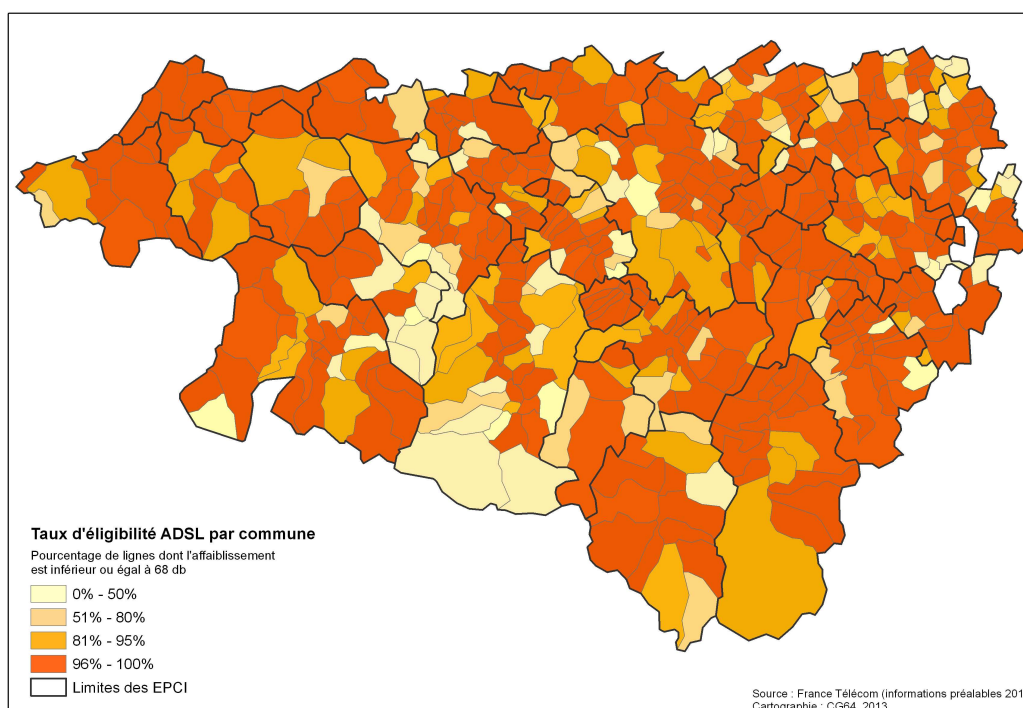 Taux d'éligibilité ADSL par commune
Pourcentage de lignes dont l'affaiblissement
est inférieur ou égal à 68 db
0% - 50%
51% - 80%
81% - 95%
96% - 100%
Limites des EPCI
Source : France Télécom (informations préalables 201
Cartographie : CG64, 2013